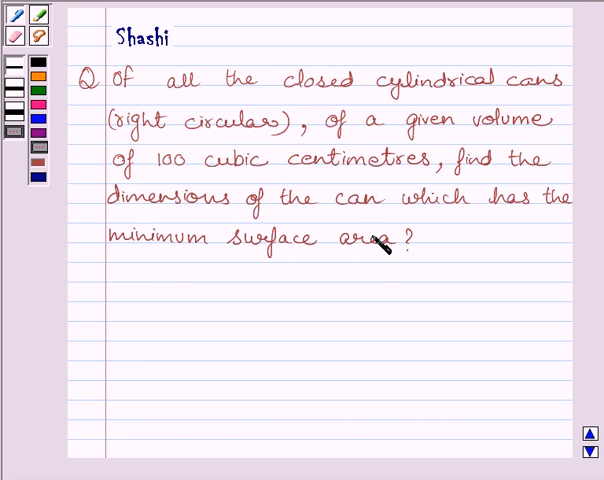 Shashi
Q Of all the closed cylindrical cans
(right circular), of a given volume
of 100 cubic centimetres, find the
dimensions of the can which has the
minimum surface area?